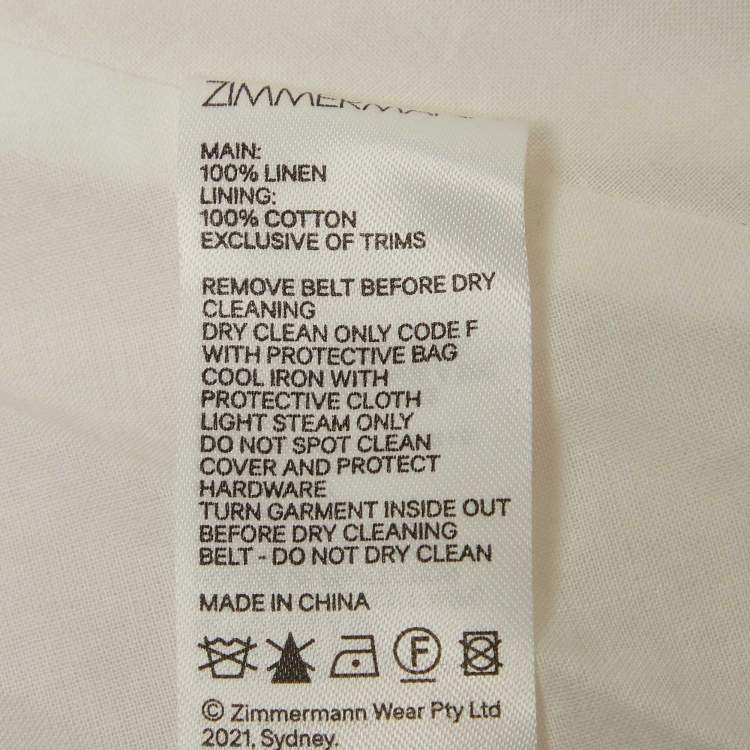 ZIMMERMANN
MAIN:
100% LINEN
LINING:
100% COTTON
EXCLUSIVE OF TRIMS
REMOVE BELT BEFORE DRY
CLEANING
DRY CLEAN ONLY CODE F
WITH PROTECTIVE BAG
COOL IRON WITH
PROTECTIVE CLOTH
LIGHT STEAM ONLY
DO NOT SPOT CLEAN
COVER AND PROTECT
HARDWARE
TURN GARMENT INSIDE OUT
BEFORE DRY CLEANING
BELT - DO NOT DRY CLEAN
MADE IN CHINA
F
© Zimmermann Wear Pty Ltd
2021, Sydney.